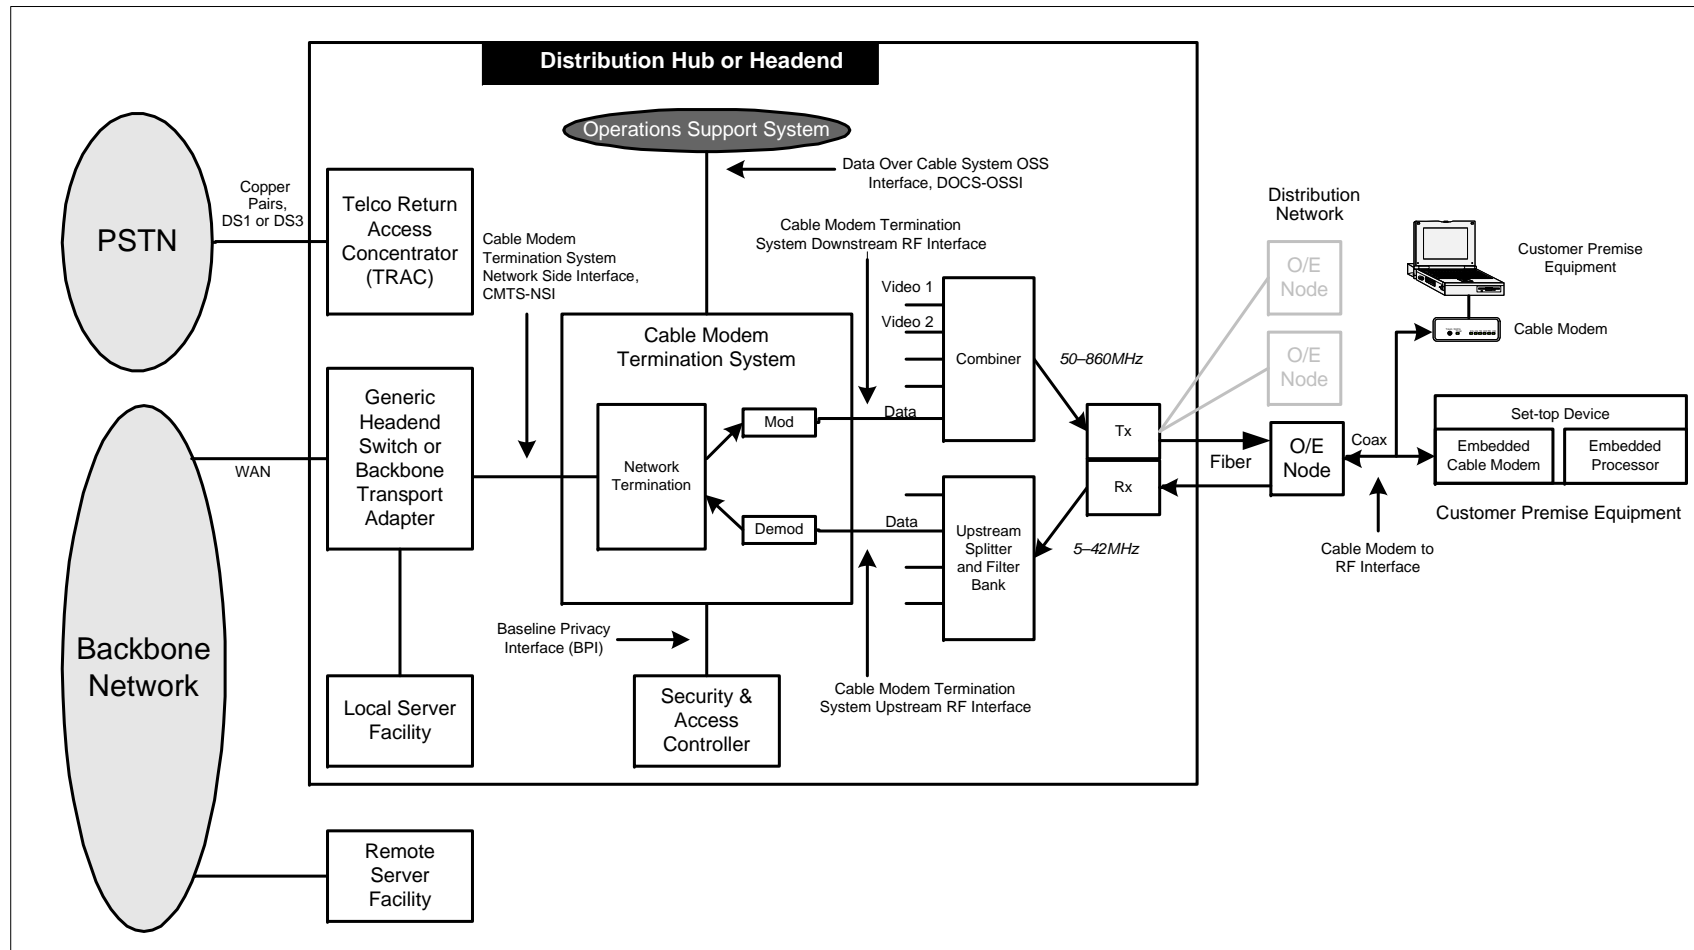 Distribution Hub or Headend
Operations Support System
Data Over Cable System OSS
Interface, DOCS-OSSI
PSTN
Copper
Pairs,
DS1 or DS3
Telco Return
Access
Concentrator
(TRAC)
Cable Modem
Termination System
Network Side Interface,
CMTS-NSI
Cable Modem Termination
System Downstream RF Interface
Video 1
Video 2
Combiner
Data
50–860MHz
Distribution
Network
O/E
Node
O/E
Node
Customer Premise
Equipment
Cable Modem
Cable Modem
Termination System
Network
Termination
Mod
Demod
Generic
Headend
Switch or
Backbone
Transport
Adapter
WAN
Backbone
Network
Tx
Rx
Fiber
O/E
Node
Coax
Set-top Device
Embedded
Cable Modem
Embedded
Processor
Customer Premise Equipment
Cable Modem to
RF Interface
Data
Upstream
Splitter
and Filter
Bank
5–42MHz
Baseline Privacy
Interface (BPI)
Cable Modem Termination
System Upstream RF Interface
Local Server
Facility
Security &
Access
Controller
Remote
Server
Facility